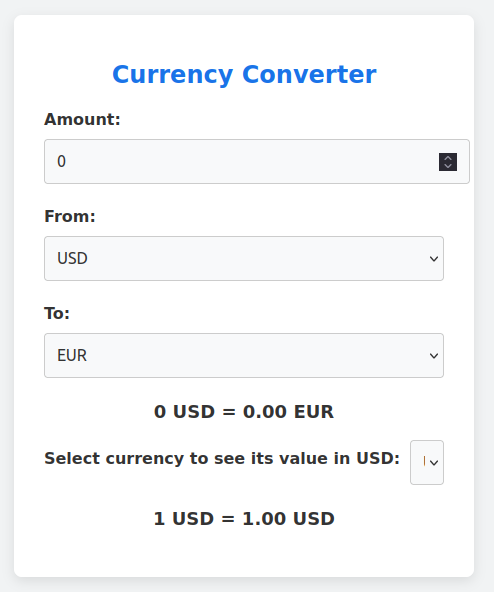 Currency Converter
Amount:
0
From:
USD
To:
EUR
0 USD = 0.00 EUR
Select currency to see its value in USD:
1 USD = 1.00 USD